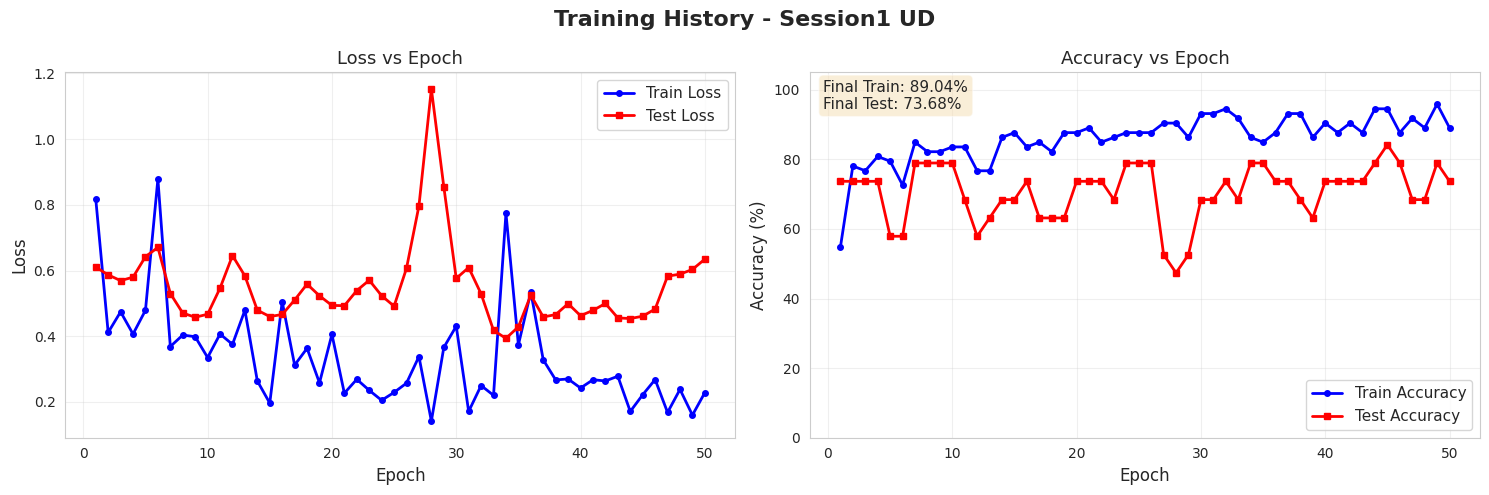 Training History - Session1 UD
Loss vs Epoch
1.2
1.0
0.8
0.6
0.4
0.2
Loss
0 10 20 30 40 50
Epoch
Train Loss
Test Loss
Accuracy vs Epoch
Final Train: 89.04%
Final Test: 73.68%
100
80
60
40
20
0
Accuracy (%)
0 10 20 30 40 50
Epoch
Train Accuracy
Test Accuracy